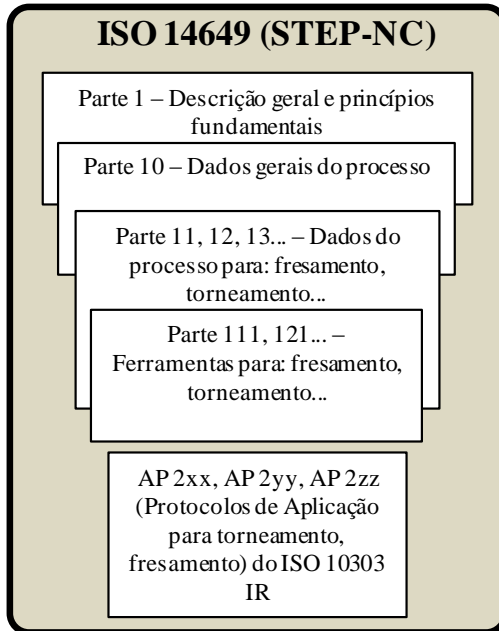 ISO 14649 (STEP-NC)
Parte 1 – Descrição geral e princípios
fundamentais
Parte 10 – Dados gerais do processo
Parte 11, 12, 13... – Dados do
processo para: fresamento,
torneamento...
Parte 111, 121... –
Ferramentas para: fresamento,
torneamento...
AP 2xx, AP 2yy, AP 2zz
(Protocolos de Aplicação
para torneamento,
fresamento) do ISO 10303
IR